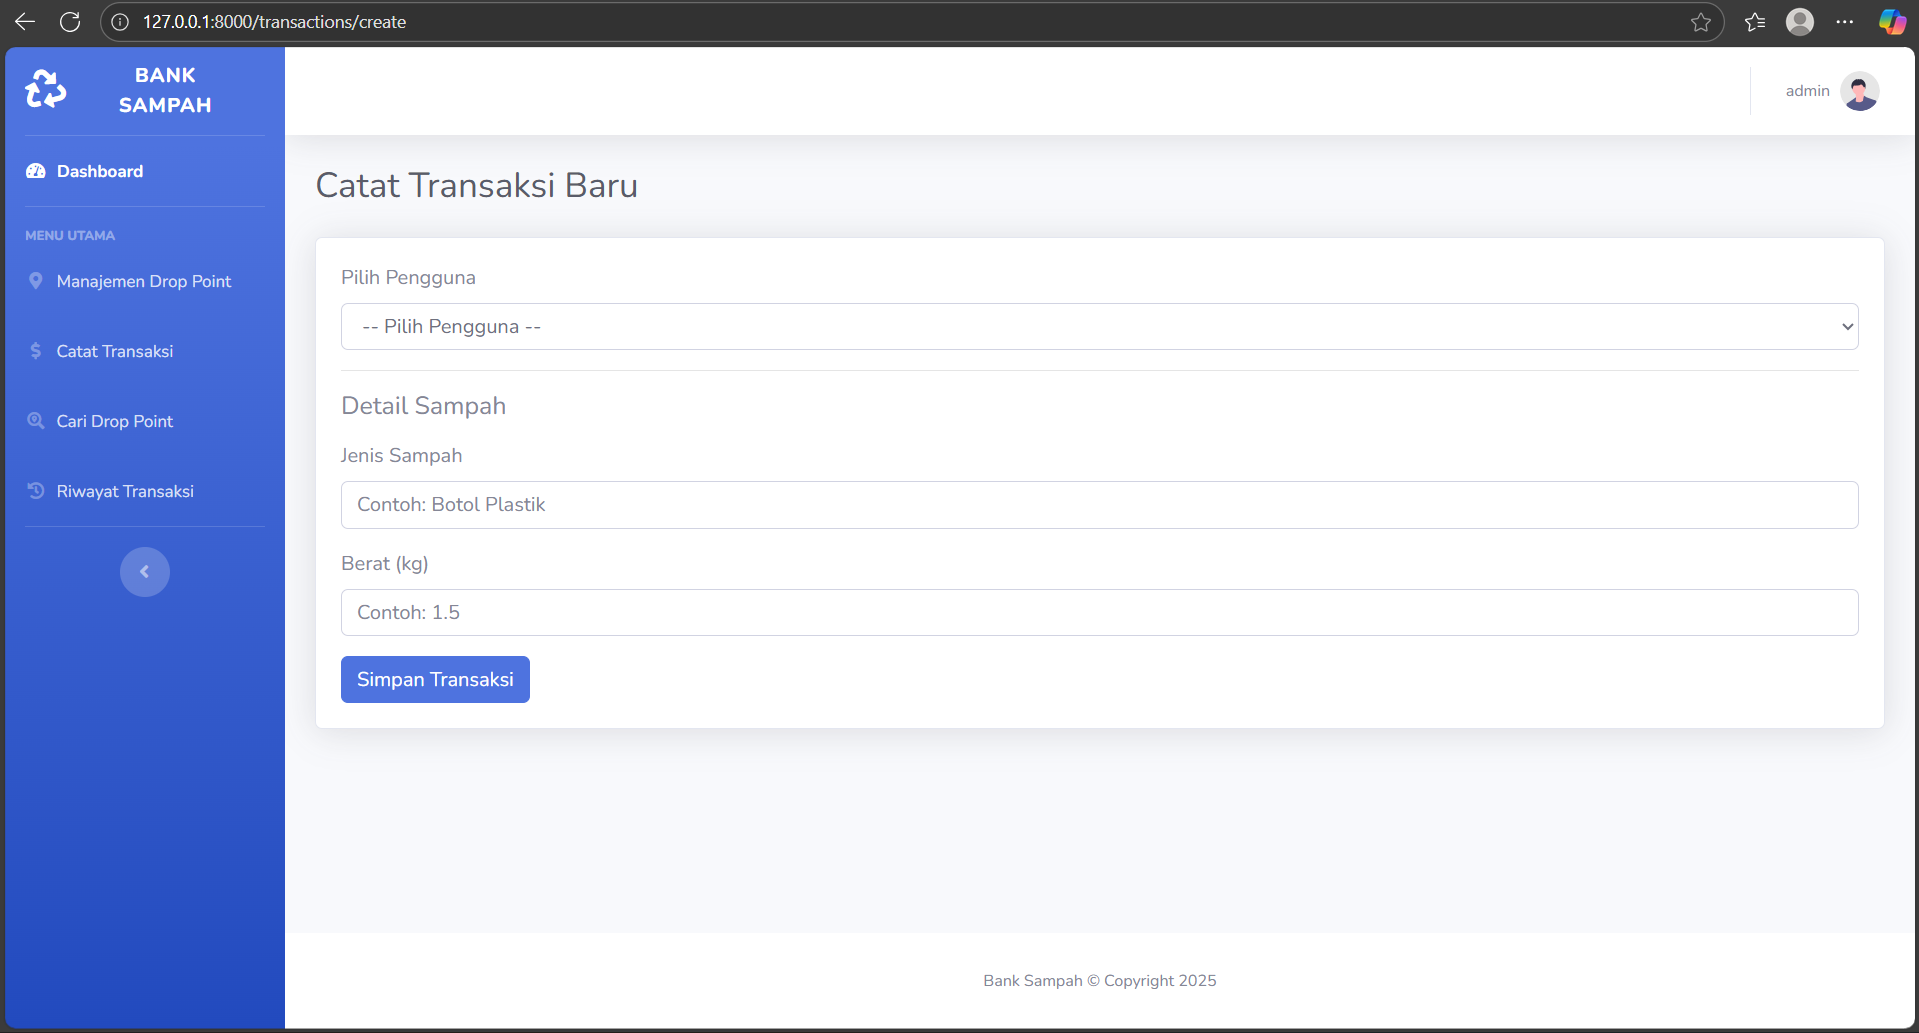 127.0.0.1:8000/transactions/create
BANK
SAMPAH
admin
Dashboard
MENU UTAMA
Manajemen Drop Point
Catat Transaksi
Cari Drop Point
Riwayat Transaksi
Catat Transaksi Baru
Pilih Pengguna
-- Pilih Pengguna --
Detail Sampah
Jenis Sampah
Contoh: Botol Plastik
Berat (kg)
Contoh: 1.5
Simpan Transaksi
Bank Sampah © Copyright 2025